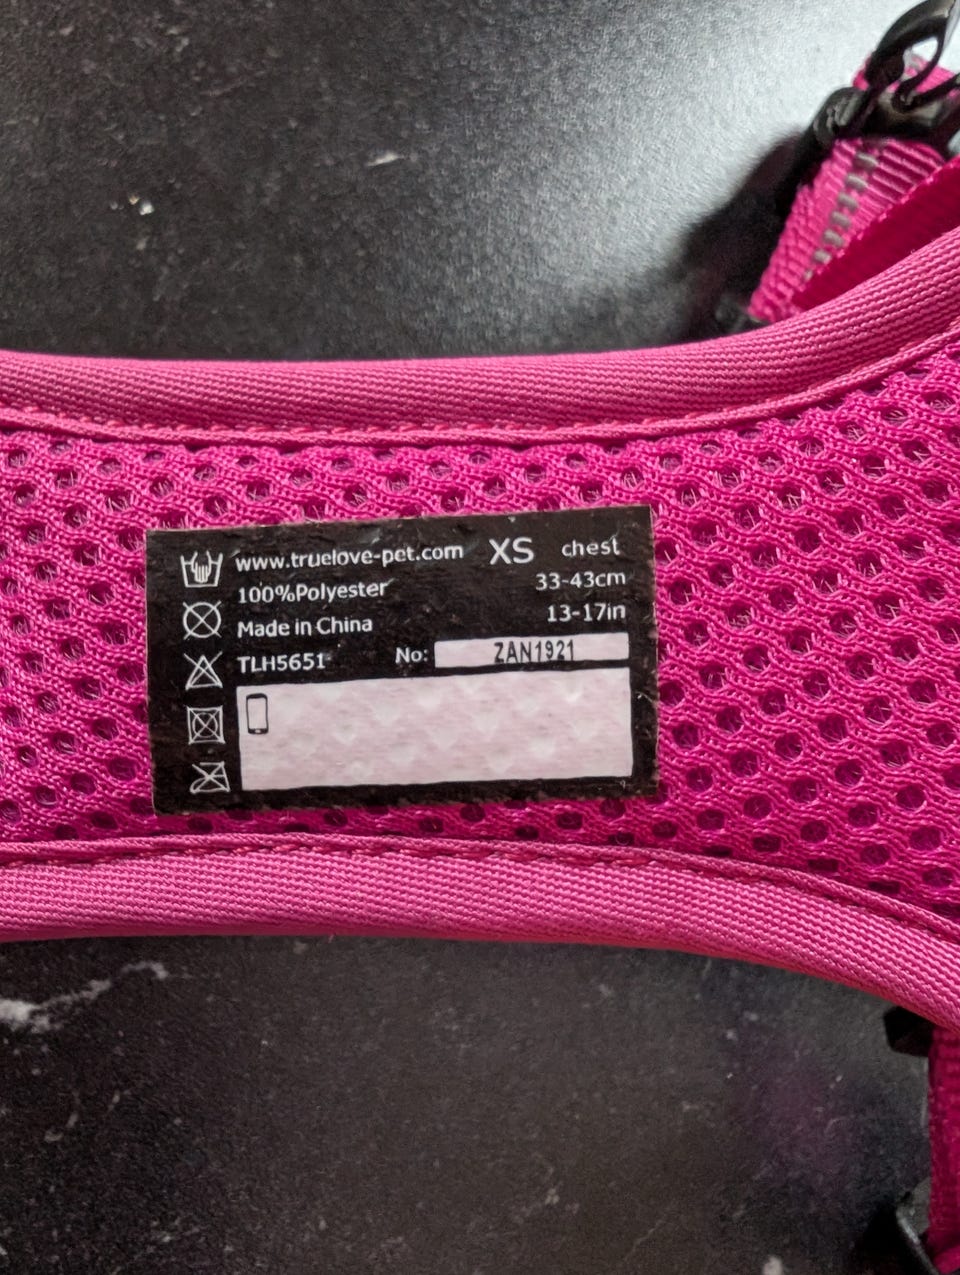 www.truelove-pet.com XS chest
100%Polyester 33-43cm
Made in China 13-17in
TLH5651 No: ZAN1921